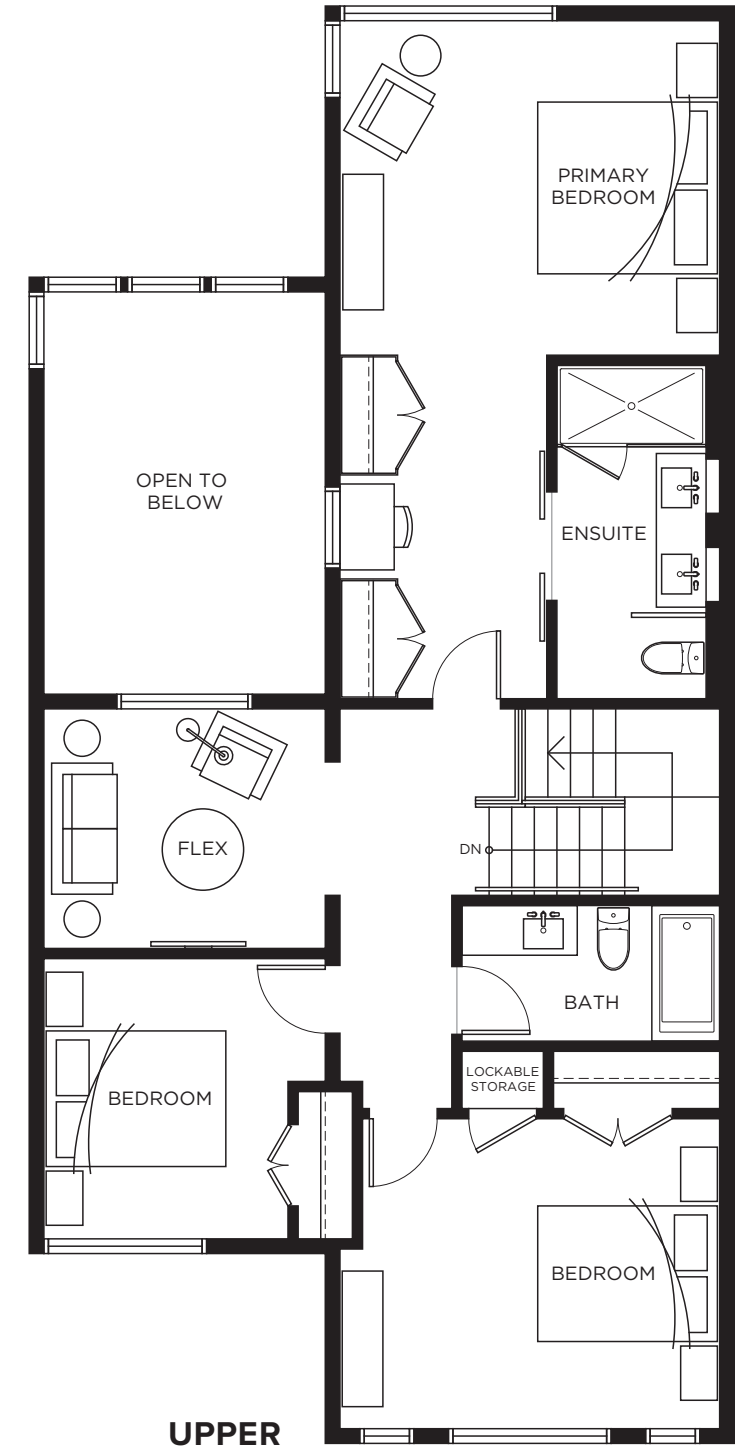 PRIMARY
BEDROOM
OPEN TO
BELOW
ENSUITE
FLEX
DN
BATH
LOCKABLE
STORAGE
BEDROOM
BEDROOM
UPPER